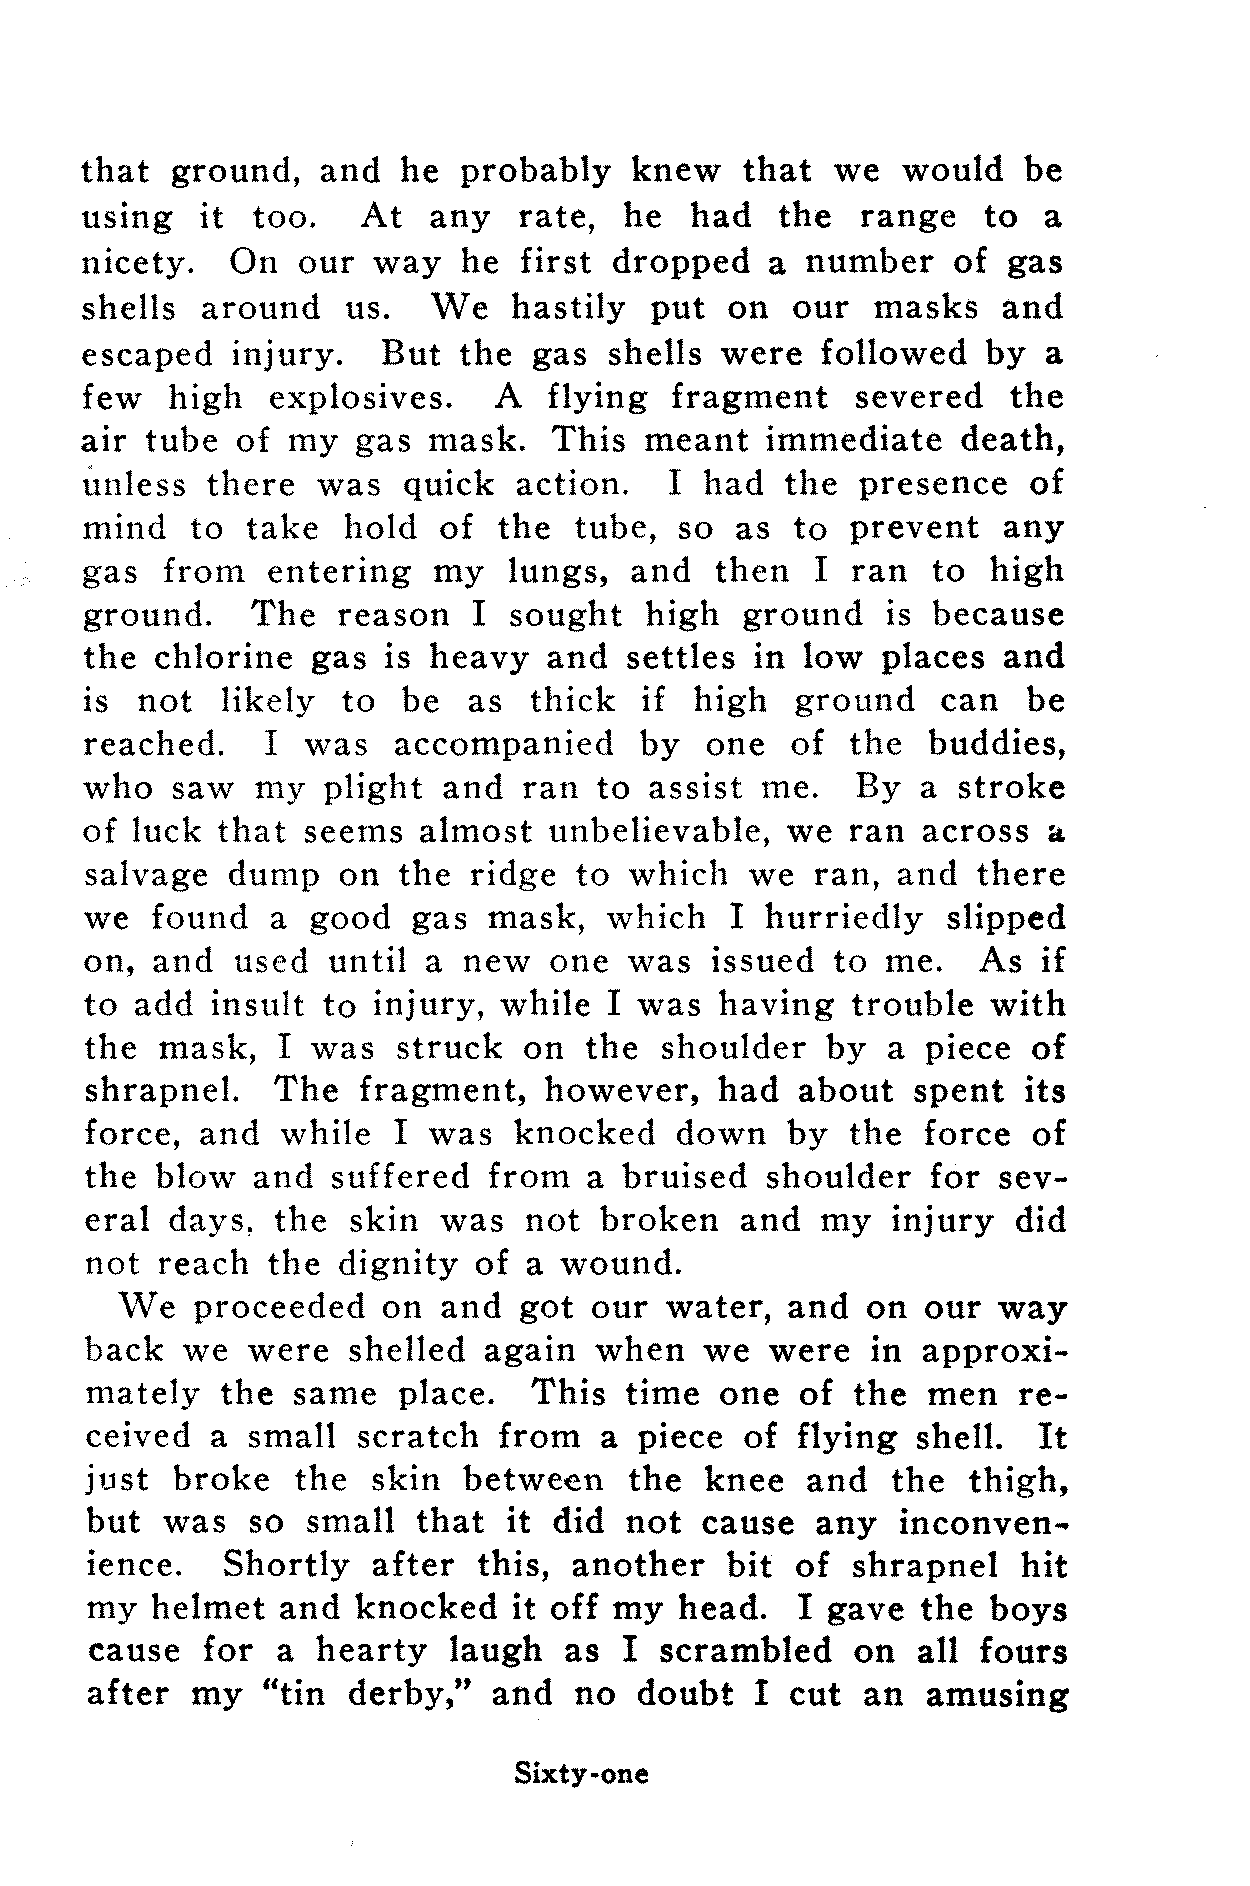 that ground, and he probably knew that we would be
using it too. At any rate, he had the range to a
nicety. On our way he first dropped a number of gas
shells around us. We hastily put on our masks and
escaped injury. But the gas shells were followed by a
few high explosives. A flying fragment severed the
air tube of my gas mask. This meant immediate death,
unless there was quick action. I had the presence of
mind to take hold of the tube, so as to prevent any
gas from entering my lungs, and then I ran to high
ground. The reason I sought high ground is because
the chlorine gas is heavy and settles in low places and
is not likely to be as thick if high ground can be
reached. I was accompanied by one of the buddies,
who saw my plight and ran to assist me. By a stroke
of luck that seems almost unbelievable, we ran across a
salvage dump on the ridge to which we ran, and there
we found a good gas mask, which I hurriedly slipped
on, and used until a new one was issued to me. As if
to add insult to injury, while I was having trouble with
the mask, I was struck on the shoulder by a piece of
shrapnel. The fragment, however, had about spent its
force, and while I was knocked down by the force of
the blow and suffered from a bruised shoulder for sev-
eral days, the skin was not broken and my injury did
not reach the dignity of a wound.
We proceeded on and got our water, and on our way
back we were shelled again when we were in approxi-
mately the same place. This time one of the men re-
ceived a small scratch from a piece of flying shell. It
just broke the skin between the knee and the thigh,
but was so small that it did not cause any inconven-
ience. Shortly after this, another bit of shrapnel hit
my helmet and knocked it off my head. I gave the boys
cause for a hearty laugh as I scrambled on all fours
after my "tin derby," and no doubt I cut an amusing
Sixty-one